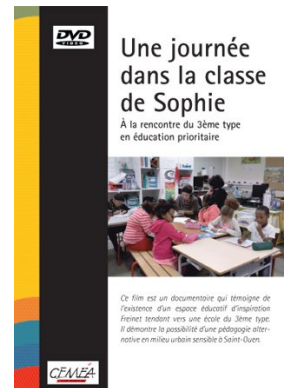 DVD
VIDEO
Une journée
dans la classe
de Sophie
À la rencontre du 3ème type
en éducation prioritaire
Ce film est un documentaire qui témoigne de
l'existence d'un espace éducatif d'inspiration
Freinet tendant vers une école du 3ème type.
Il démontre la possibilité d'une pédagogie alter-
native en milieu urbain sensible à Saint-Ouen.
CEMÉA